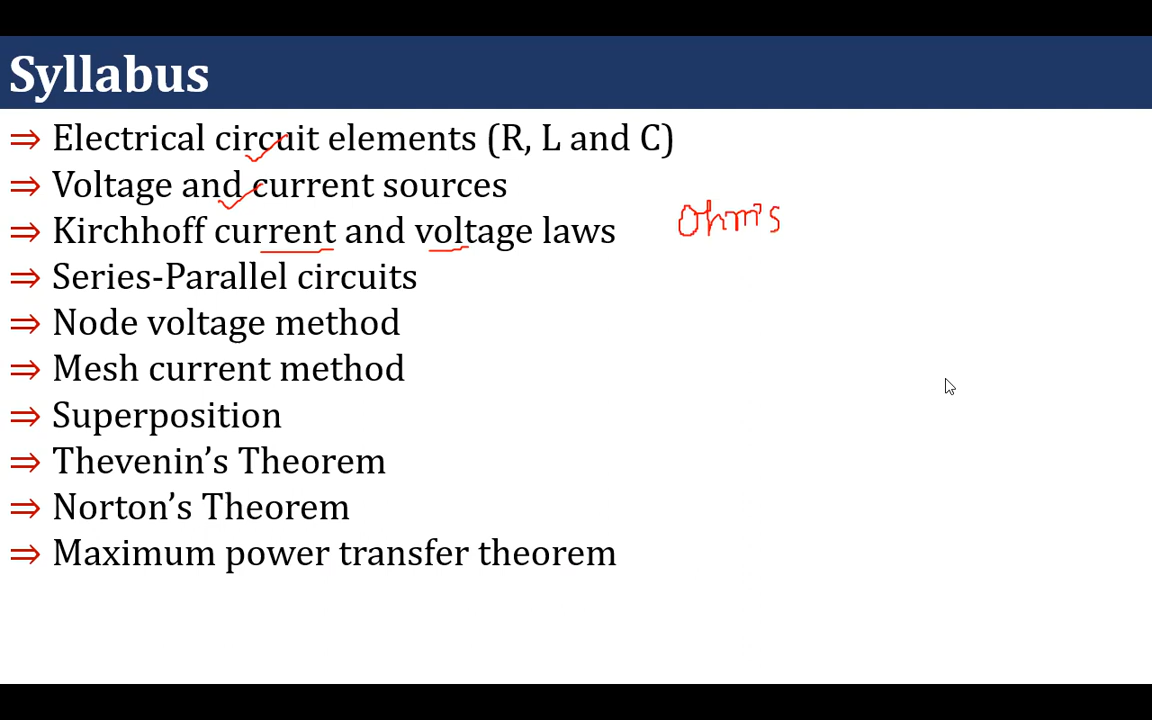 Syllabus
⇒ Electrical circuit elements (R, L and C)
⇒ Voltage and current sources
⇒ Kirchhoff current and voltage laws Ohm's
⇒ Series-Parallel circuits
⇒ Node voltage method
⇒ Mesh current method
⇒ Superposition
⇒ Thevenin’s Theorem
⇒ Norton’s Theorem
⇒ Maximum power transfer theorem